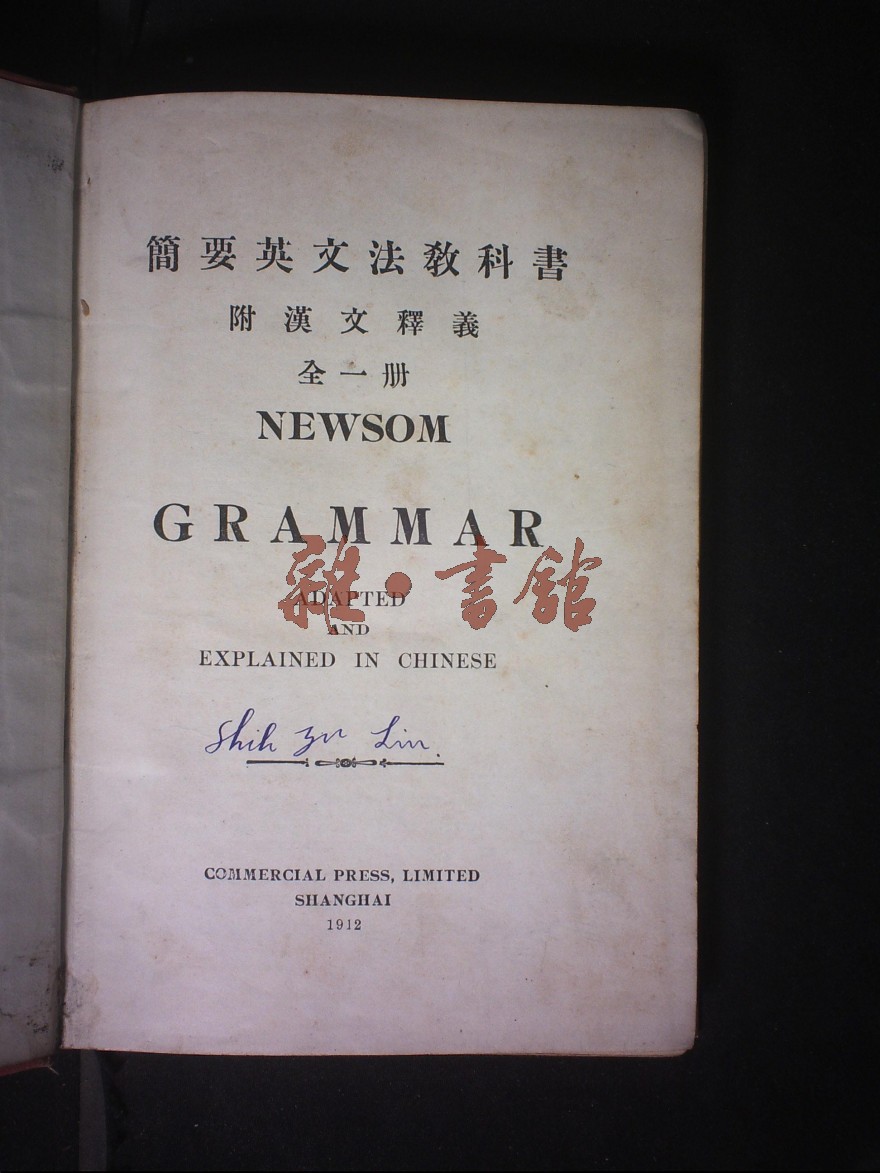 簡要英文法教科書
附漢文釋義
全一册
NEWSOM
GRAMMAR
雜·書館
ADAPTED
AND
EXPLAINED IN CHINESE
Shih Zu Lin.
COMMERCIAL PRESS, LIMITED
SHANGHAI
1912